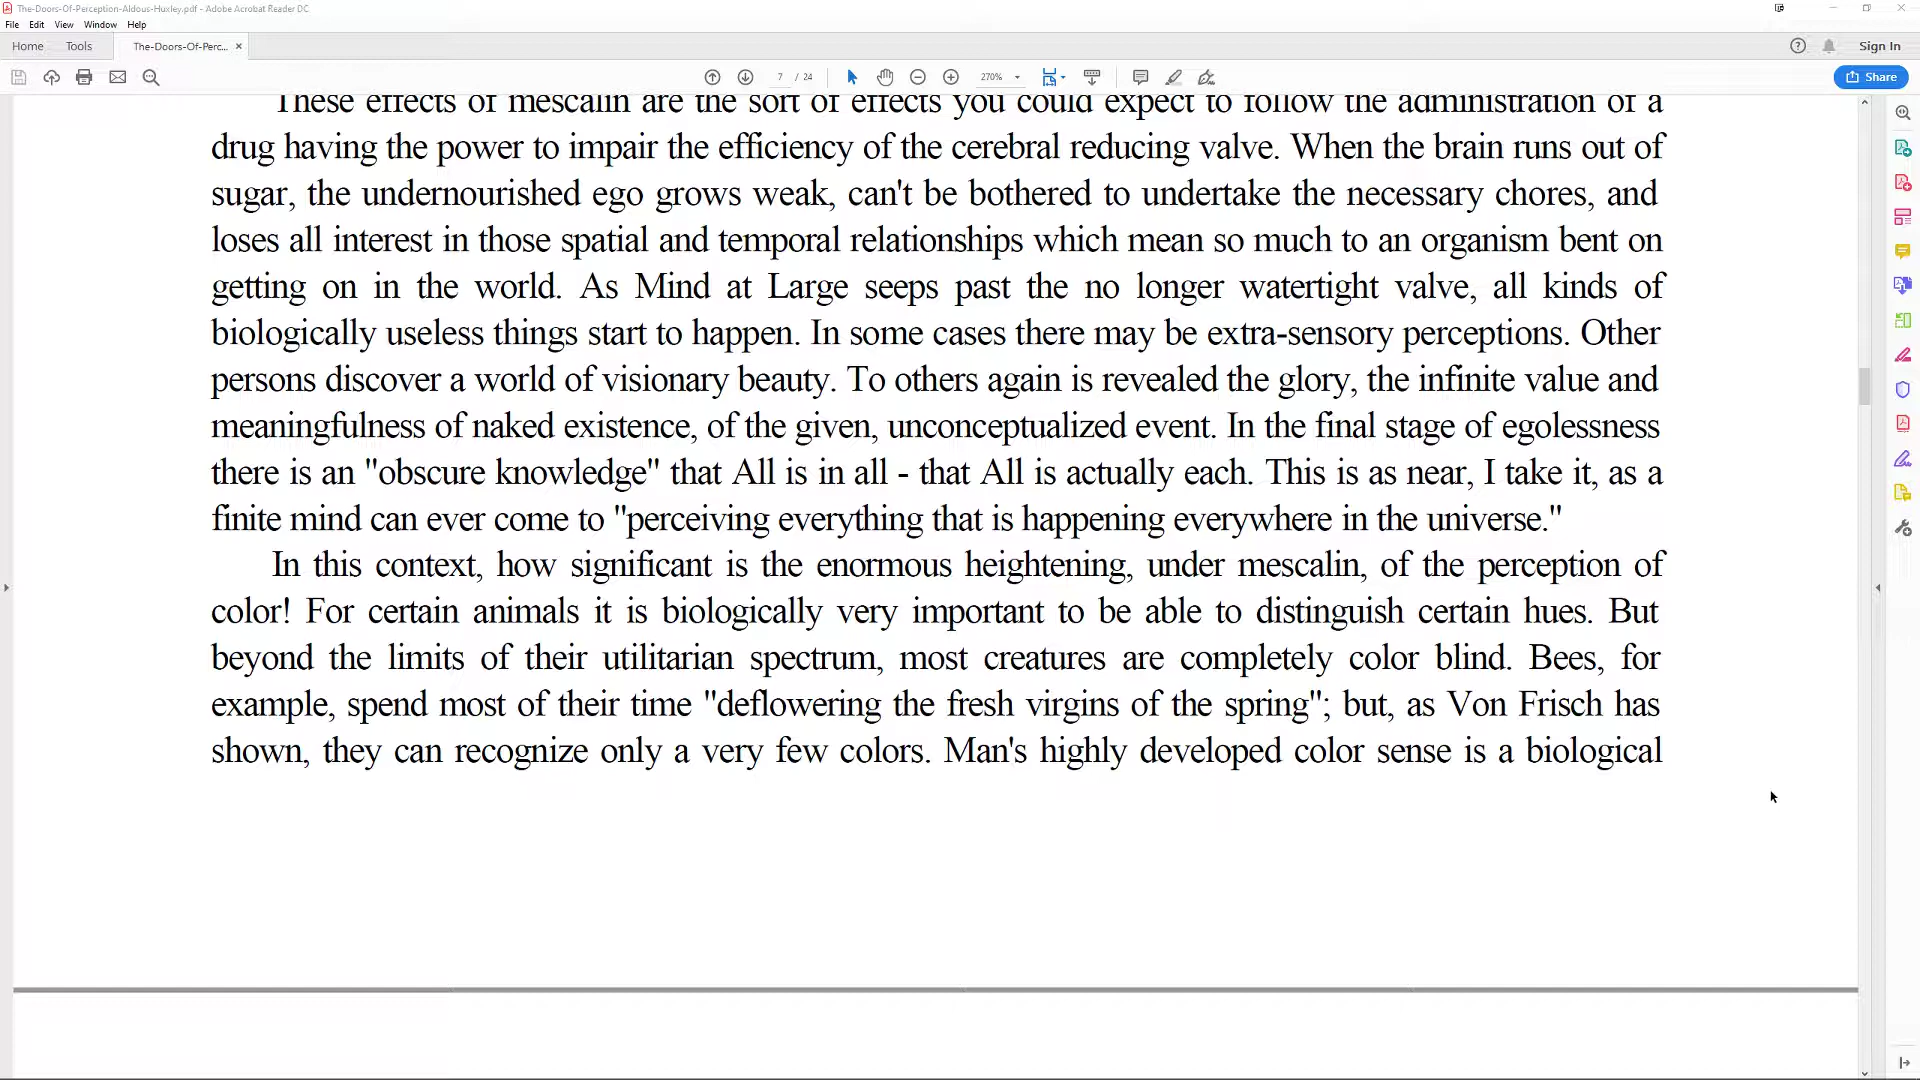 The-Doors-Of-Perception-Aldous-Huxley.pdf - Adobe Acrobat Reader DC
File Edit View Window Help
Home Tools The-Doors-Of-Perc... × Sign In
7 / 24 270% Share
These effects of mescalin are the sort of effects you could expect to follow the administration of a
drug having the power to impair the efficiency of the cerebral reducing valve. When the brain runs out of
sugar, the undernourished ego grows weak, can't be bothered to undertake the necessary chores, and
loses all interest in those spatial and temporal relationships which mean so much to an organism bent on
getting on in the world. As Mind at Large seeps past the no longer watertight valve, all kinds of
biologically useless things start to happen. In some cases there may be extra-sensory perceptions. Other
persons discover a world of visionary beauty. To others again is revealed the glory, the infinite value and
meaningfulness of naked existence, of the given, unconceptualized event. In the final stage of egolessness
there is an "obscure knowledge" that All is in all - that All is actually each. This is as near, I take it, as a
finite mind can ever come to "perceiving everything that is happening everywhere in the universe."
In this context, how significant is the enormous heightening, under mescalin, of the perception of
color! For certain animals it is biologically very important to be able to distinguish certain hues. But
beyond the limits of their utilitarian spectrum, most creatures are completely color blind. Bees, for
example, spend most of their time "deflowering the fresh virgins of the spring"; but, as Von Frisch has
shown, they can recognize only a very few colors. Man's highly developed color sense is a biological